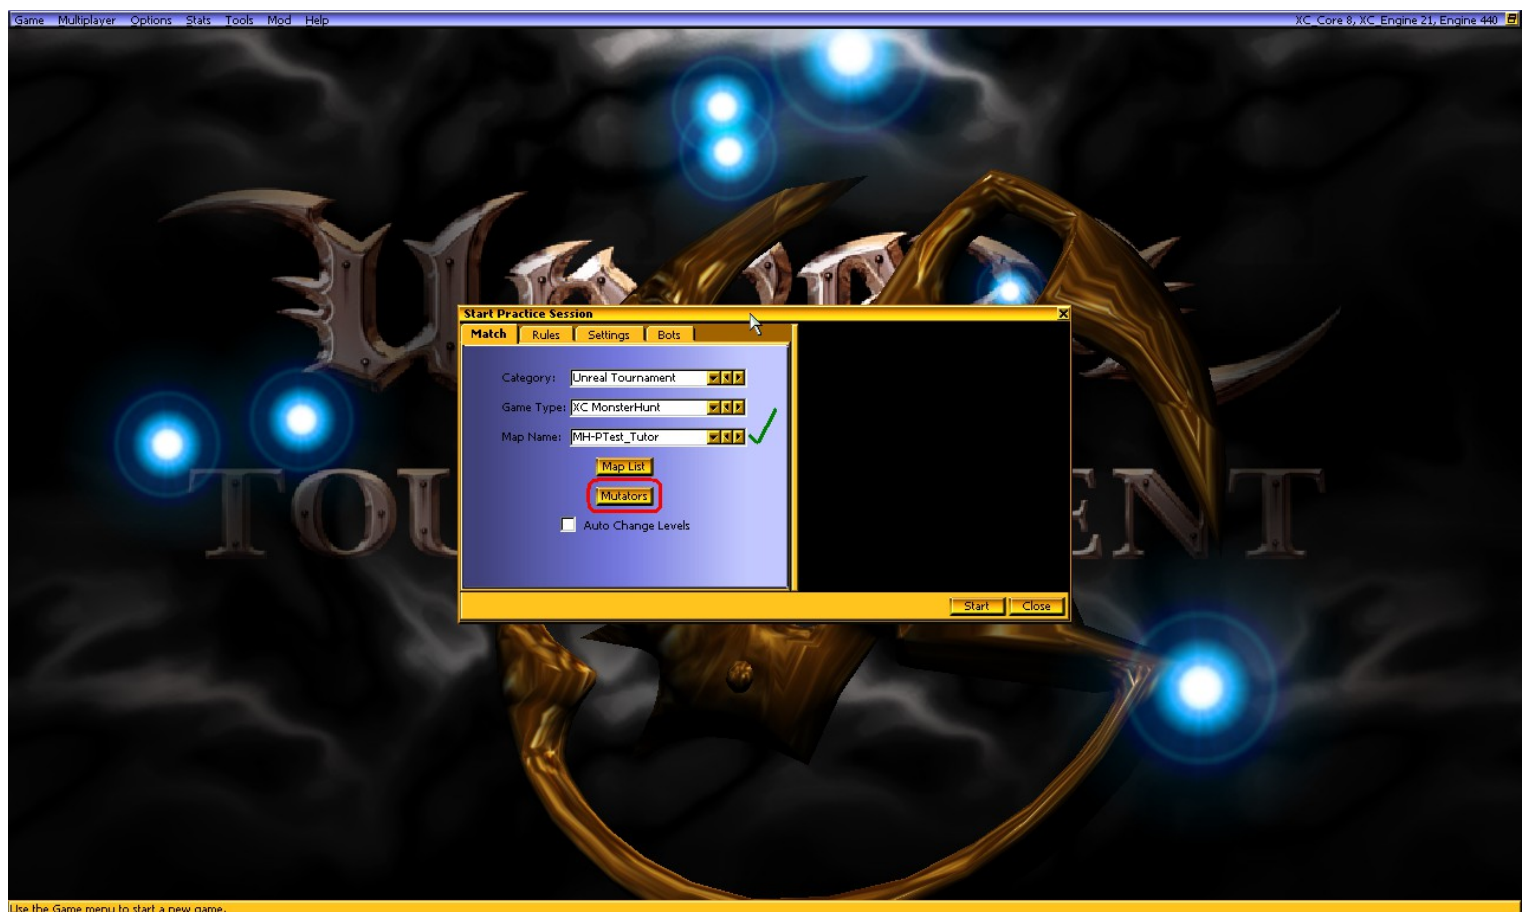 Game Multiplayer Options Stats Tools Mod Help XC_Core 8, XC_Engine 21, Engine 440
UNREAL
Start Practice Session
Match Rules Settings Bots
Category: Unreal Tournament
Game Type: XC MonsterHunt
Map Name: MH-PTest_Tutor
Map List
TOURNAMENT
Mutators
Auto Change Levels
Start Close
Use the Game menu to start a new game.